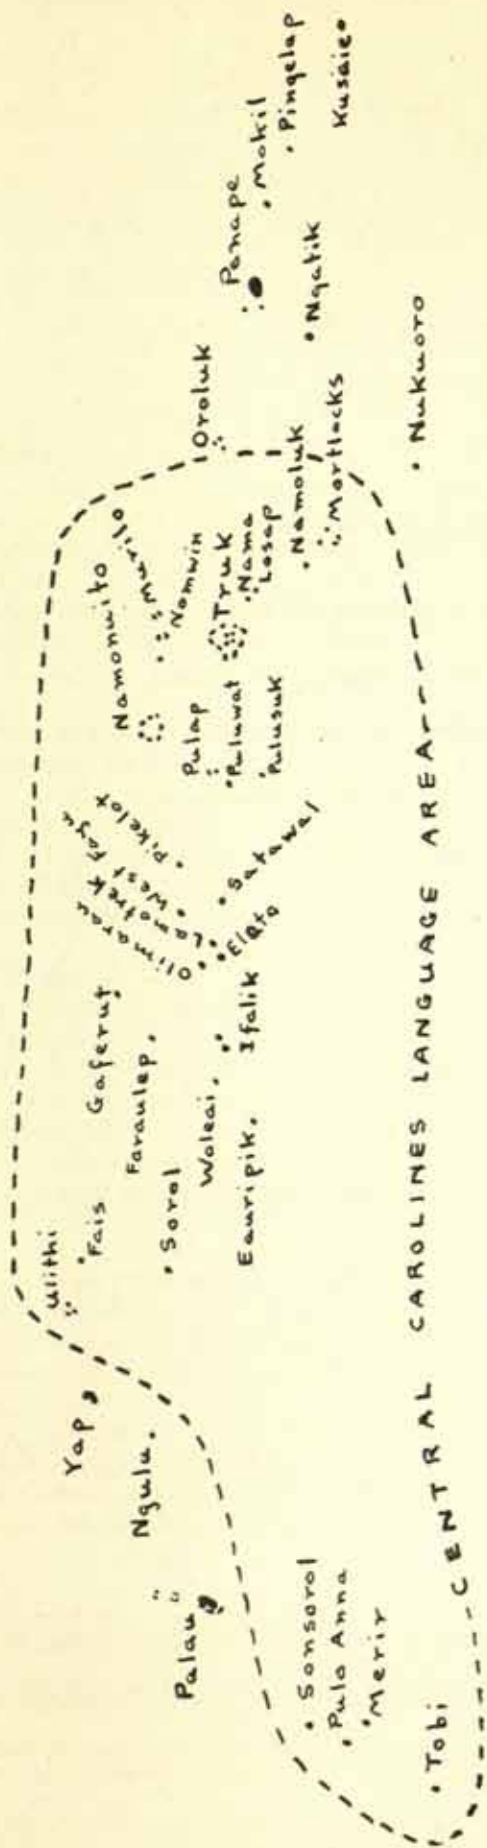 Ulithi
Yap
Fais
Gaferut
Ngulu
Faraulep
Sorol
Woleai
Eauripik
Ifalik
Olimarau
Lamotrek
West Fayu
Pikelot
Elato
Satawal
Namonuito
Murilo
Nomwin
Pulap
Puluwat
Pulusuk
Truk
Nama
Losap
Namoluk
Mortlocks
Oroluk
Panape
Mokil
Pingelap
Kusaie
Ngatik
Nukuoro
Palau
Sonsorol
Pulo Anna
Merir
Tobi
CENTRAL CAROLINES LANGUAGE AREA